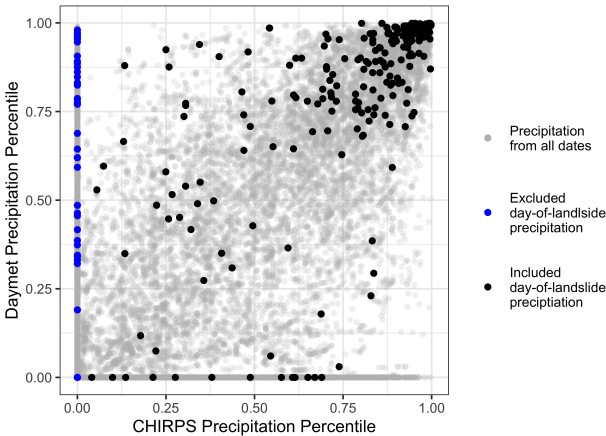 1.00
0.75
0.50
0.25
0.00
Daymet Precipitation Percentile
0.00 0.25 0.50 0.75 1.00
CHIRPS Precipitation Percentile
Precipitation
from all dates
Excluded
day-of-landlside
precipitation
Included
day-of-landslide
preciptiation